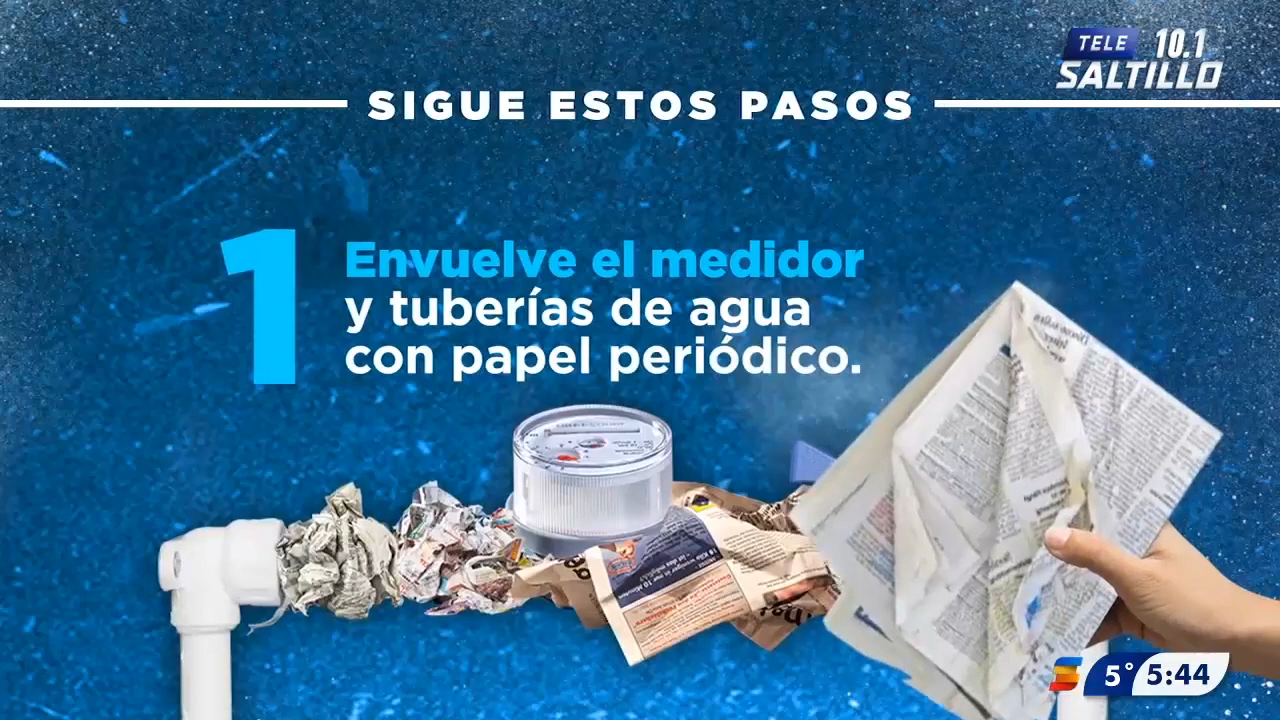 TELE 10.1
SALTILLO
SIGUE ESTOS PASOS
1
Envuelve el medidor
y tuberías de agua
con papel periódico.
5° 5:44